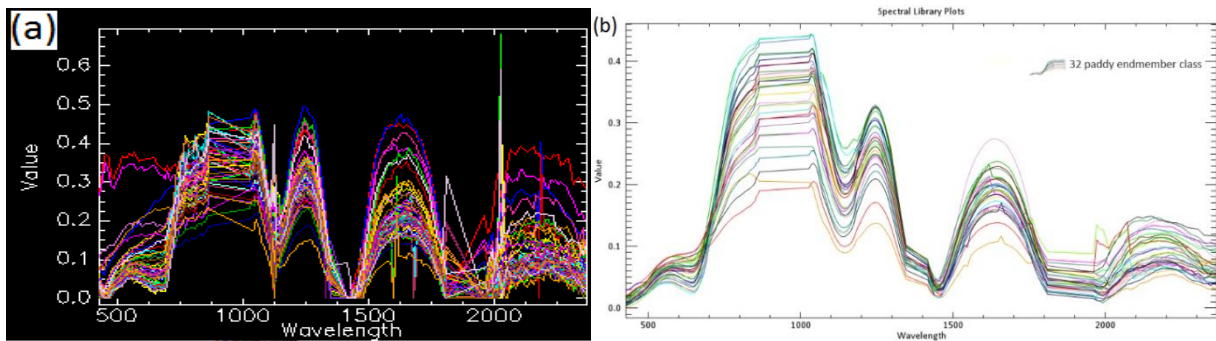 (a)
0.6
0.5
0.4
0.3
0.2
0.1
0.0
Value
500 1000 1500 2000
Wavelength
(b)
Spectral Library Plots
32 paddy endmember class
0.4
0.3
0.2
0.1
0.0
Value
500 1000 1500 2000
Wavelength